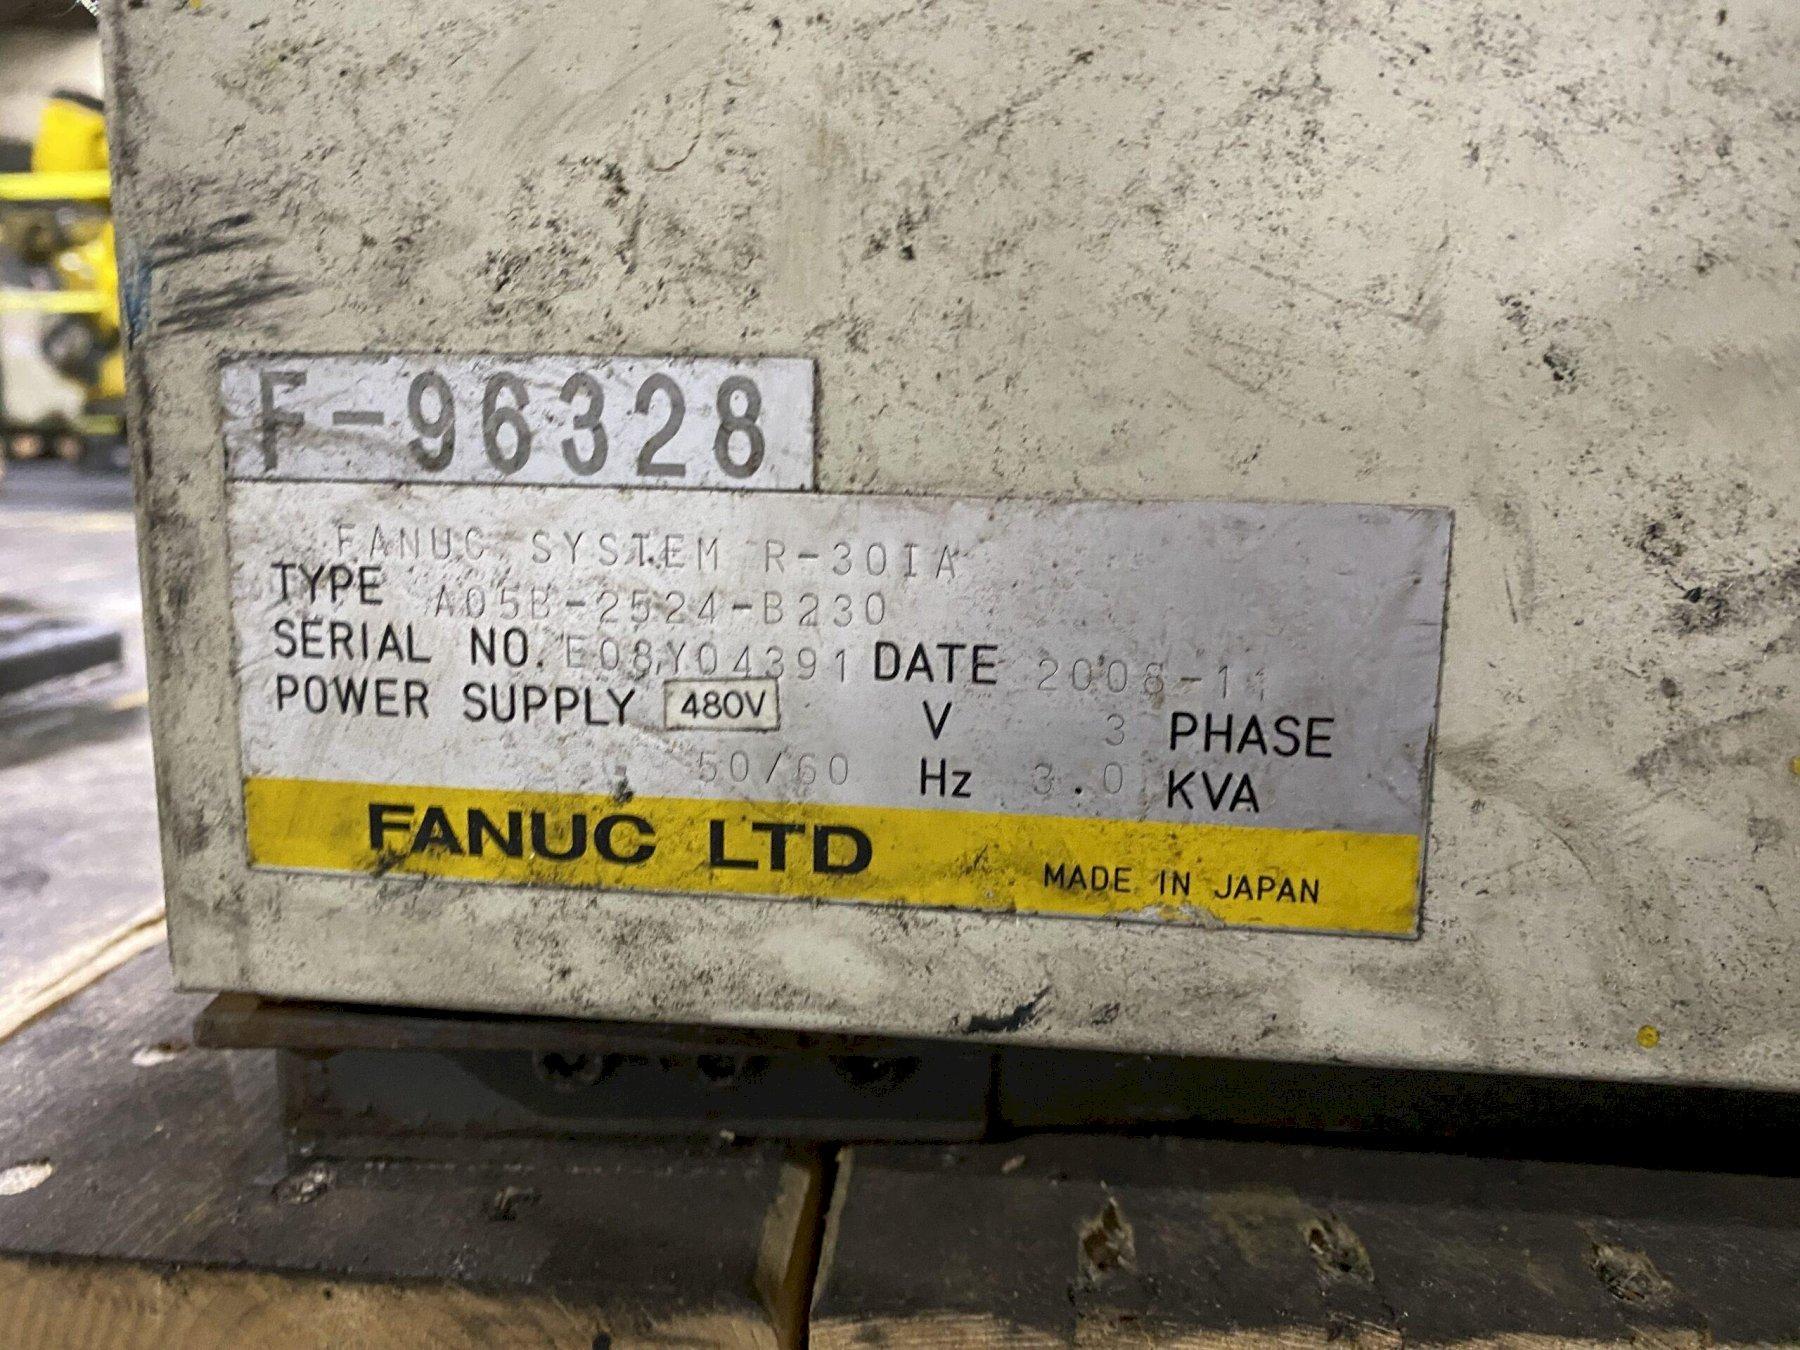 F-96328
FANUC SYSTEM R-30IA
TYPE A05B-2524-B230
SERIAL NO. E08Y04391 DATE 2008-11
POWER SUPPLY 480V V 3 PHASE
50/60 Hz 3.0 KVA
FANUC LTD MADE IN JAPAN